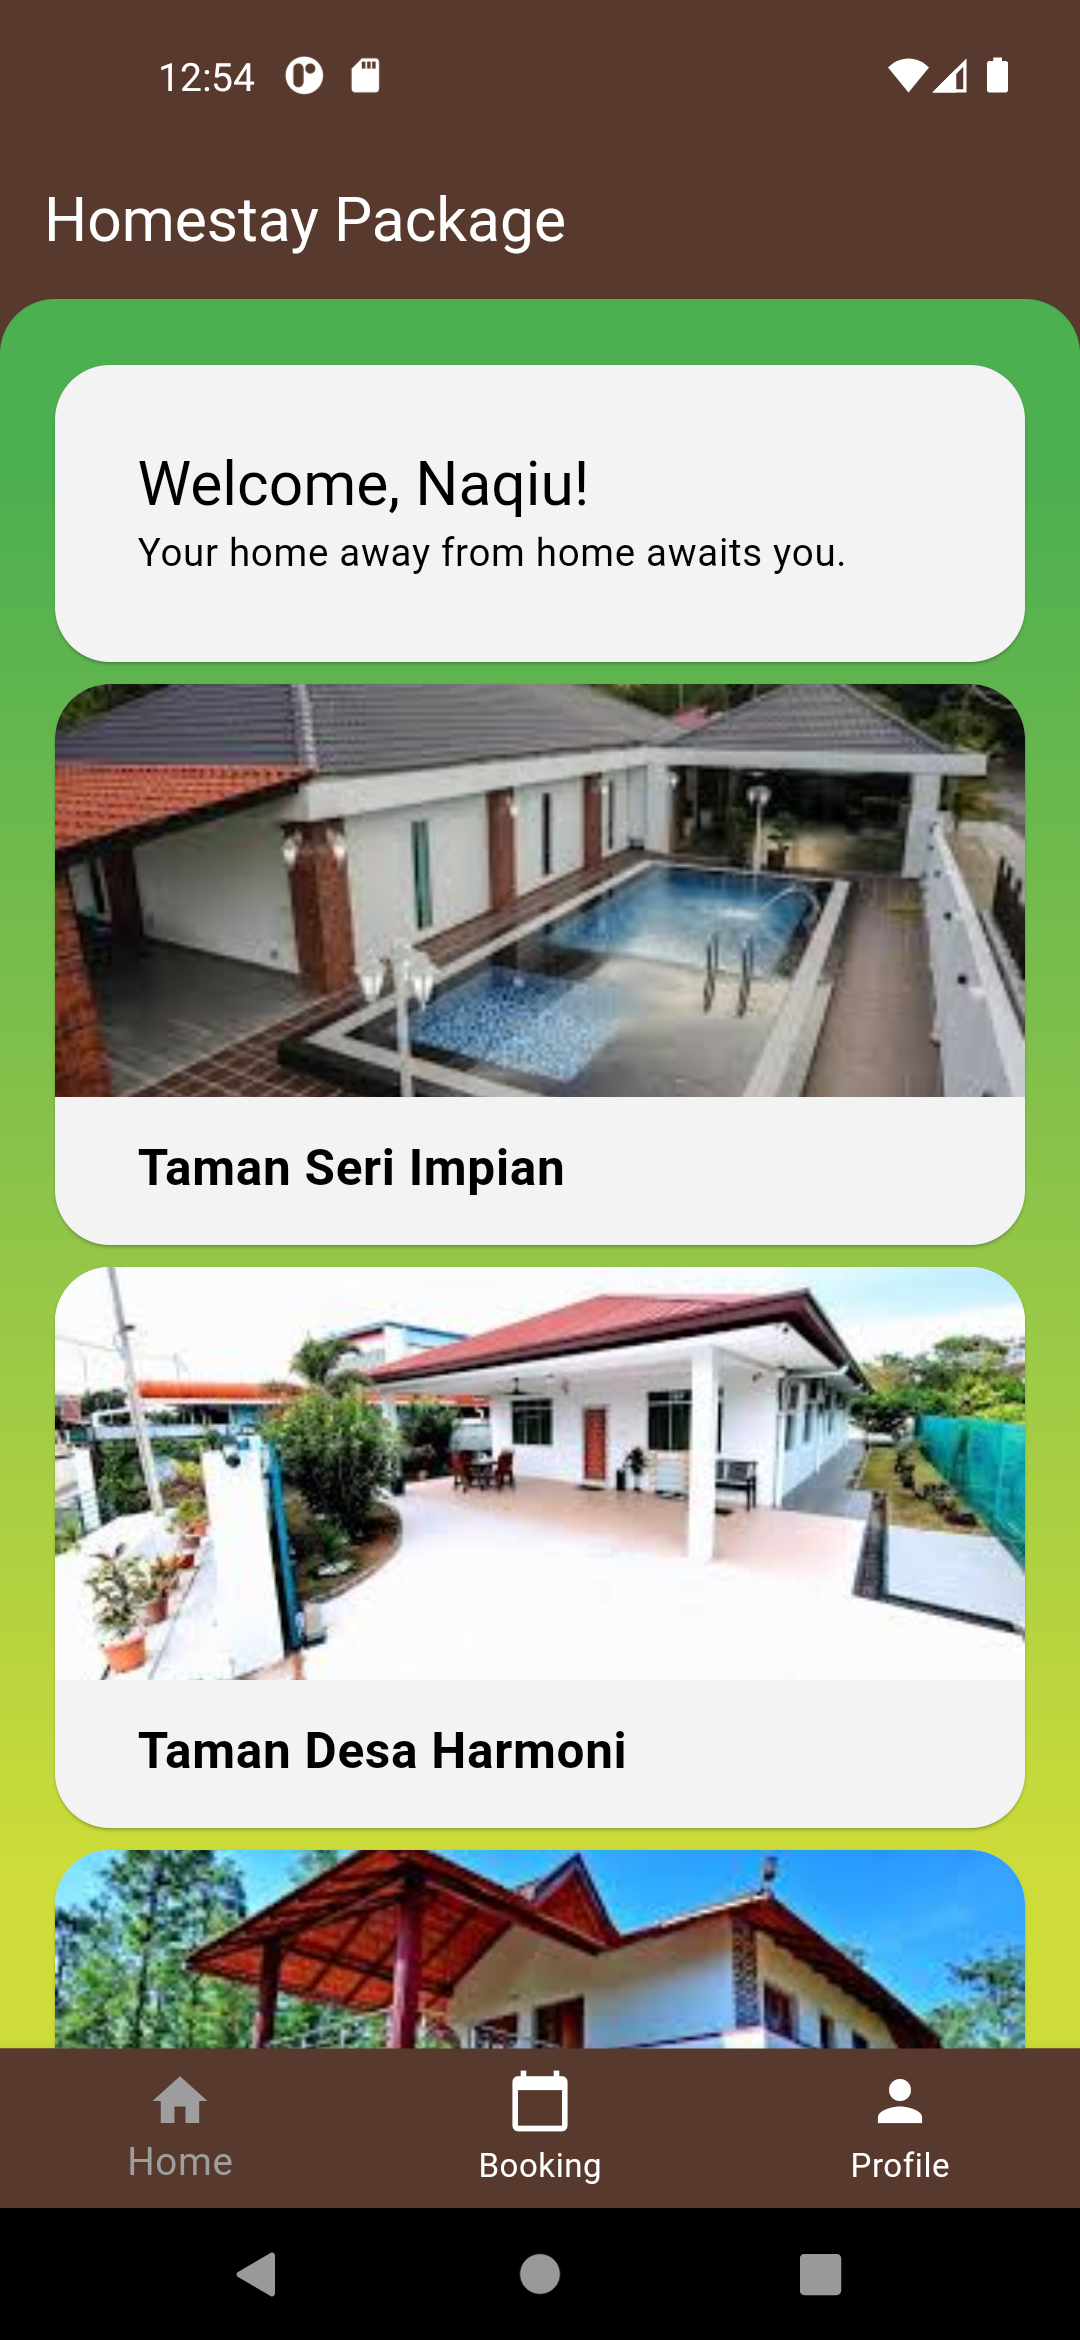 12:54
Homestay Package
Welcome, Naqiu!
Your home away from home awaits you.
Taman Seri Impian
Taman Desa Harmoni
Home
Booking
Profile